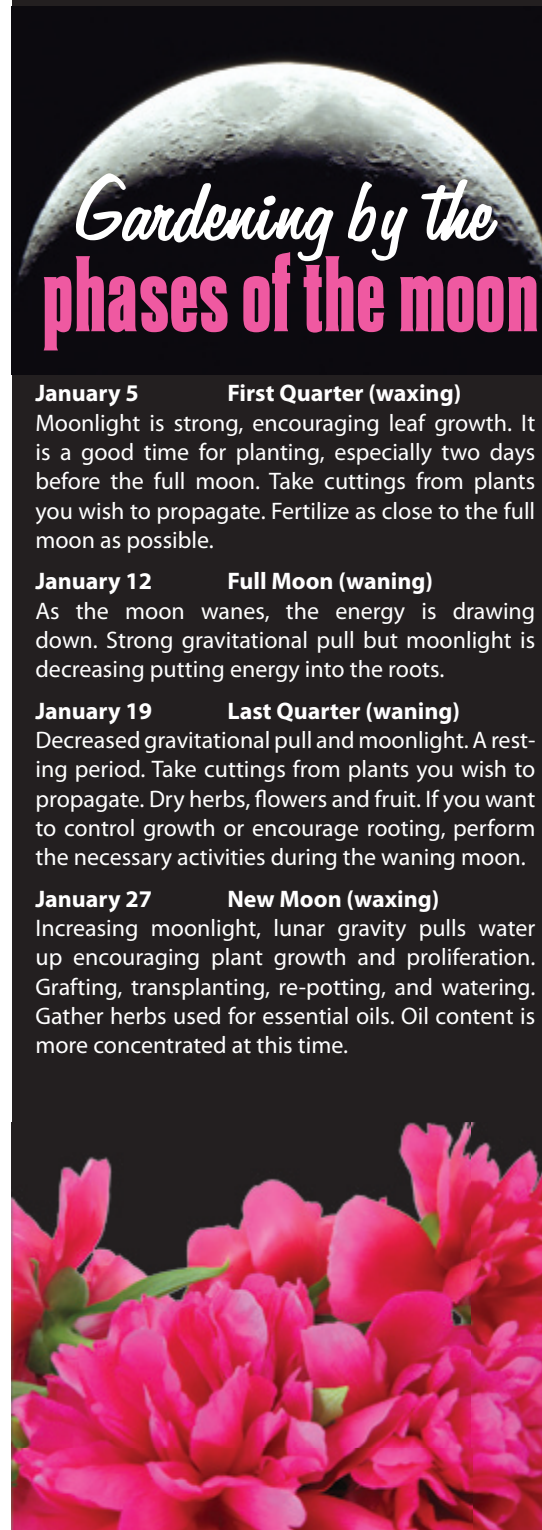 Gardening by the
phases of the moon
January 5 First Quarter (waxing)
Moonlight is strong, encouraging leaf growth. It
is a good time for planting, especially two days
before the full moon. Take cuttings from plants
you wish to propagate. Fertilize as close to the full
moon as possible.
January 12 Full Moon (waning)
As the moon wanes, the energy is drawing
down. Strong gravitational pull but moonlight is
decreasing putting energy into the roots.
January 19 Last Quarter (waning)
Decreased gravitational pull and moonlight. A rest-
ing period. Take cuttings from plants you wish to
propagate. Dry herbs, flowers and fruit. If you want
to control growth or encourage rooting, perform
the necessary activities during the waning moon.
January 27 New Moon (waxing)
Increasing moonlight, lunar gravity pulls water
up encouraging plant growth and proliferation.
Grafting, transplanting, re-potting, and watering.
Gather herbs used for essential oils. Oil content is
more concentrated at this time.